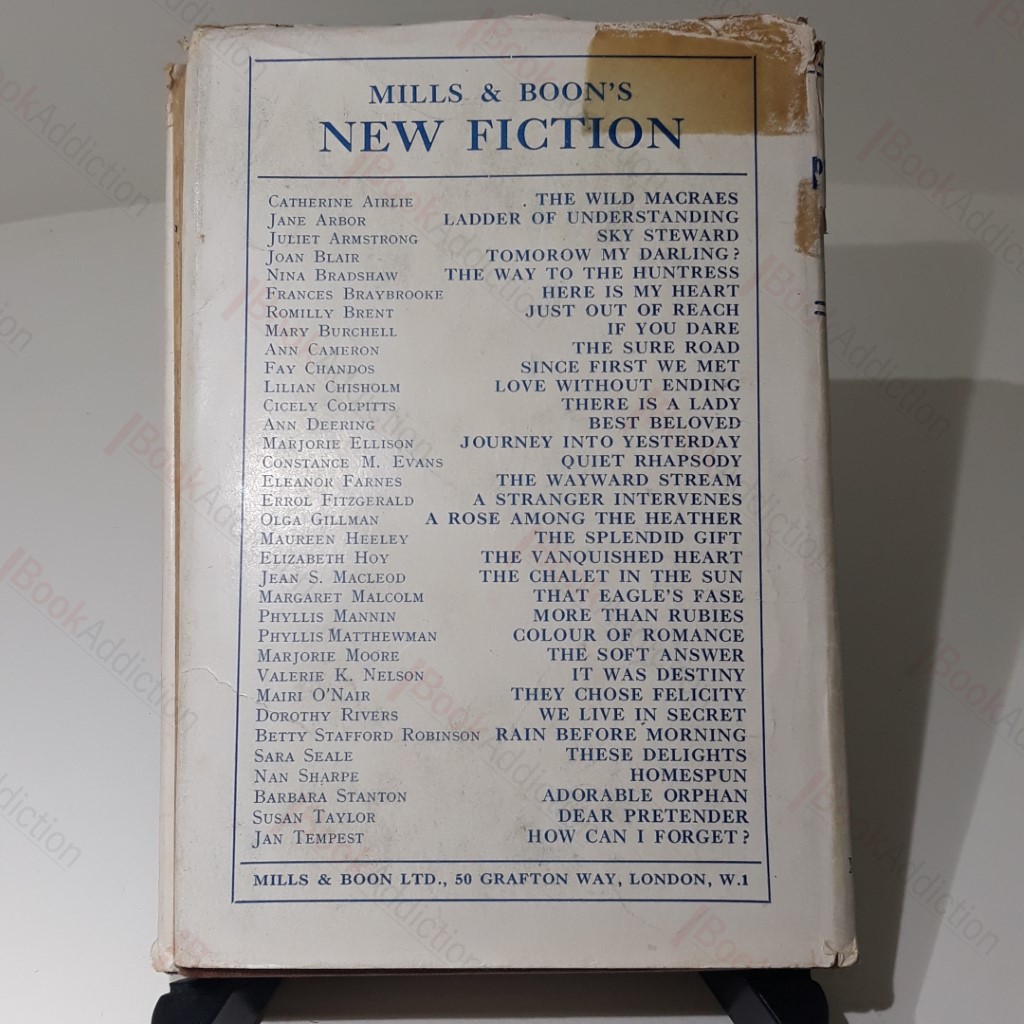 MILLS & BOON'S
NEW FICTION
CATHERINE AIRLIE . THE WILD MACRAES
JANE ARBOR LADDER OF UNDERSTANDING
JULIET ARMSTRONG SKY STEWARD
JOAN BLAIR TOMOROW MY DARLING?
NINA BRADSHAW THE WAY TO THE HUNTRESS
FRANCES BRAYBROOKE HERE IS MY HEART
ROMILLY BRENT JUST OUT OF REACH
MARY BURCHELL IF YOU DARE
ANN CAMERON THE SURE ROAD
FAY CHANDOS SINCE FIRST WE MET
LILIAN CHISHOLM LOVE WITHOUT ENDING
CICELY COLPITTS THERE IS A LADY
ANN DEERING BEST BELOVED
MARJORIE ELLISON JOURNEY INTO YESTERDAY
CONSTANCE M. EVANS QUIET RHAPSODY
ELEANOR FARNES THE WAYWARD STREAM
ERROL FITZGERALD A STRANGER INTERVENES
OLGA GILLMAN A ROSE AMONG THE HEATHER
MAUREEN HEELEY THE SPLENDID GIFT
ELIZABETH HOY THE VANQUISHED HEART
JEAN S. MACLEOD THE CHALET IN THE SUN
MARGARET MALCOLM THAT EAGLE'S FASE
PHYLLIS MANNIN MORE THAN RUBIES
PHYLLIS MATTHEWMAN COLOUR OF ROMANCE
MARJORIE MOORE THE SOFT ANSWER
VALERIE K. NELSON IT WAS DESTINY
MAIRI O'NAIR THEY CHOSE FELICITY
DOROTHY RIVERS WE LIVE IN SECRET
BETTY STAFFORD ROBINSON RAIN BEFORE MORNING
SARA SEALE THESE DELIGHTS
NAN SHARPE HOMESPUN
BARBARA STANTON ADORABLE ORPHAN
SUSAN TAYLOR DEAR PRETENDER
JAN TEMPEST HOW CAN I FORGET?
MILLS & BOON LTD., 50 GRAFTON WAY, LONDON, W.1
BookAddiction